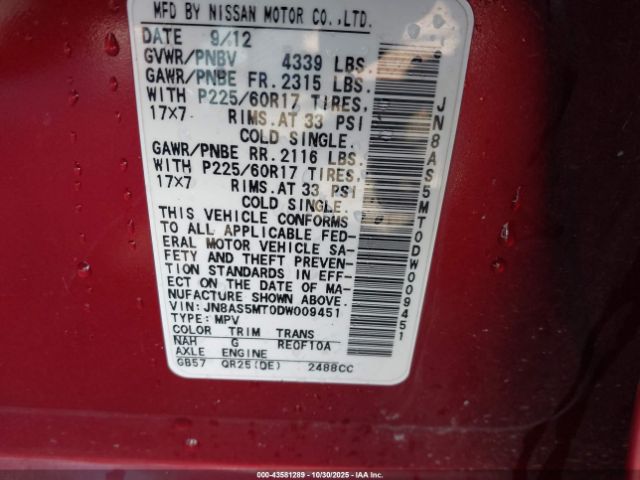 MFD BY NISSAN MOTOR CO.,LTD.
DATE 9/12
GVWR/PNBV 4339 LBS.
GAWR/PNBE FR. 2315 LBS.
WITH P225/60R17 TIRES.
17×7 RIMS.AT 33 PSI
COLD SINGLE.
GAWR/PNBE RR. 2116 LBS.
WITH P225/60R17 TIRES.
17×7 RIMS.AT 33 PSI
COLD SINGLE.
THIS VEHICLE CONFORMS
TO ALL APPLICABLE FED-
ERAL MOTOR VEHICLE SA-
FETY AND THEFT PREVEN-
TION STANDARDS IN EFF-
ECT ON THE DATE OF MA-
NUFACTURE SHOWN ABOVE.
VIN: JN8AS5MT0DW009451
TYPE: MPV
COLOR TRIM TRANS
NAH G RE0F10A
AXLE ENGINE
GB57 QR25(DE) 2488CC
JN8AS5MT0DW009451
000-43581289 | 10/30/2025 | IAA Inc.